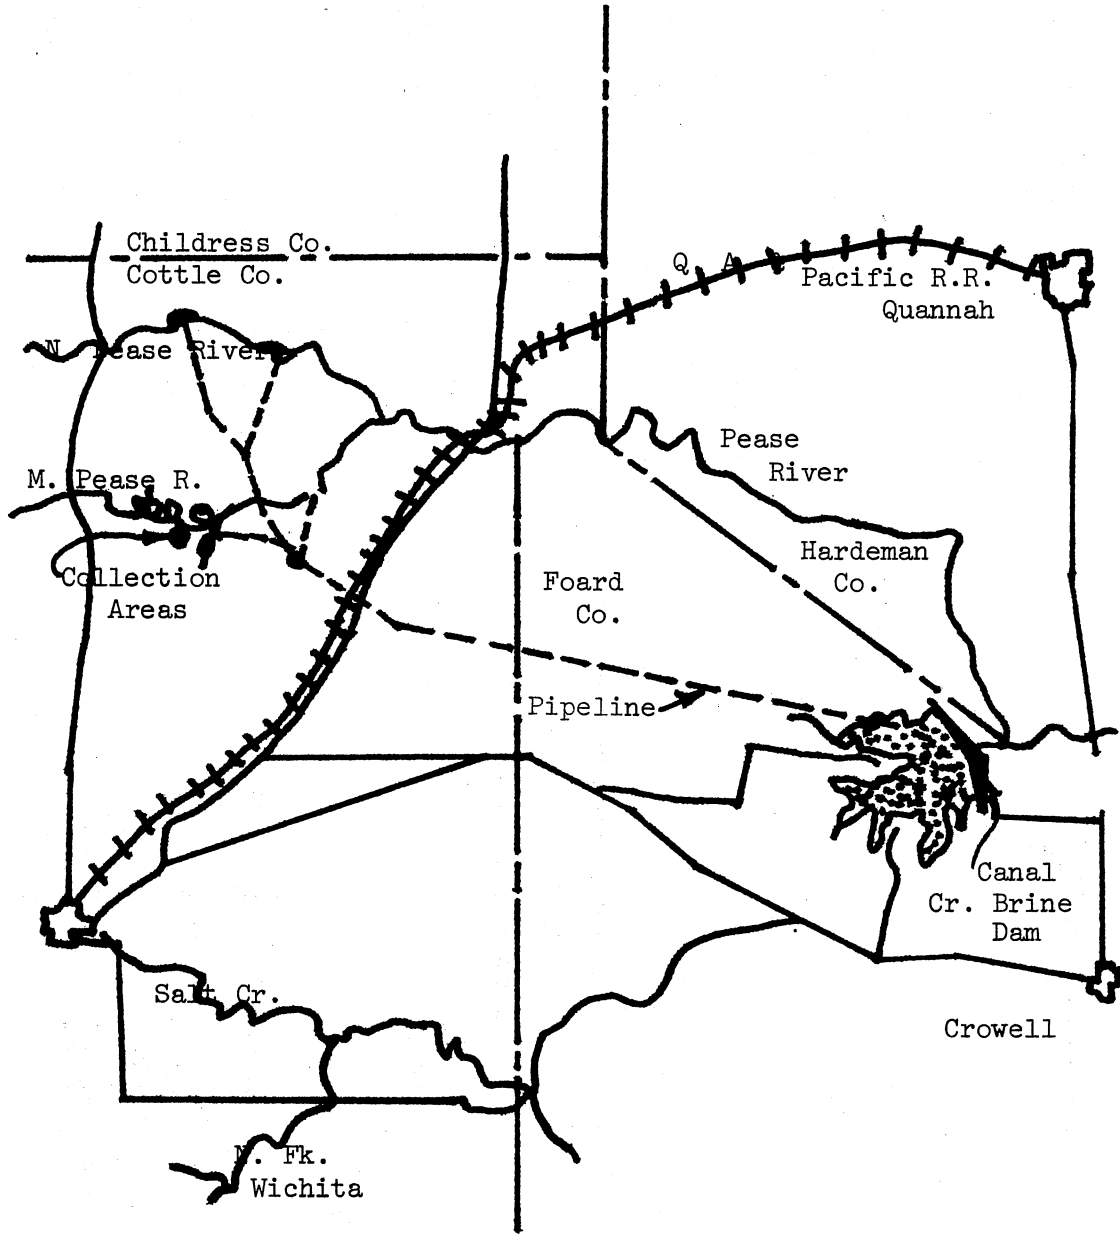 Childress Co.
Cottle Co.
Q A &
Pacific R.R.
Quannah
N. Pease River
Pease
River
M. Pease R.
Hardeman
Co.
Collection
Areas
Foard
Co.
Pipeline
Canal
Cr. Brine
Dam
Salt Cr.
Crowell
N. Fk.
Wichita